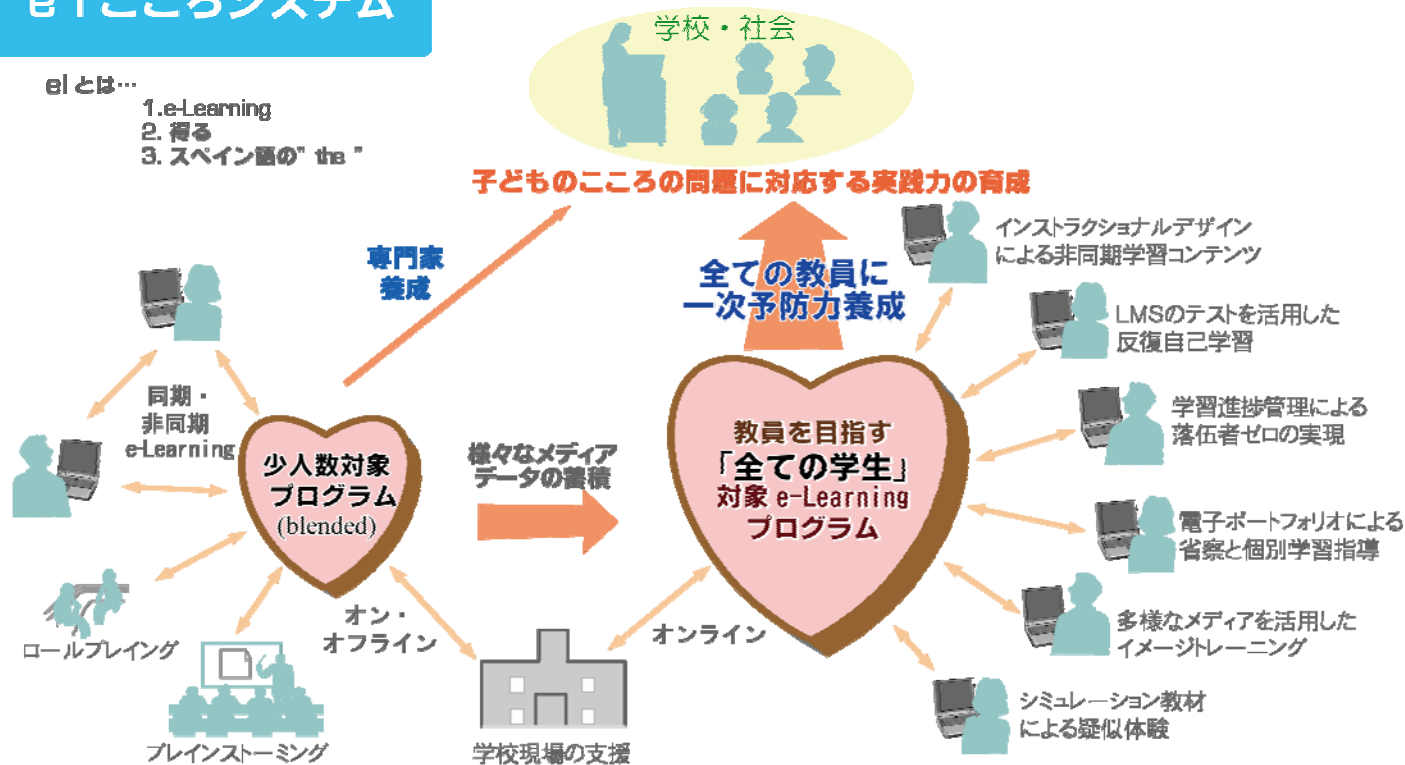 elこころシステム
elとは…
1.e-Learning
2. 得る
3. スペイン語の”the ”
学校・社会
子どものこころの問題に対応する実践力の育成
専門家
養成
全ての教員に
一次予防力養成
同期・
非同期
e-Learning
少人数対象
プログラム
(blended)
様々なメディア
データの蓄積
教員を目指す
「全ての学生」
対象 e-Learning
プログラム
インストラクショナルデザイン
による非同期学習コンテンツ
LMSのテストを活用した
反復自己学習
学習進捗管理による
落伍者ゼロの実現
電子ポートフォリオによる
省察と個別学習指導
多様なメディアを活用した
イメージトレーニング
シミュレーション教材
による疑似体験
ロールプレイング
ブレインストーミング
オン・
オフライン
オンライン
学校現場の支援